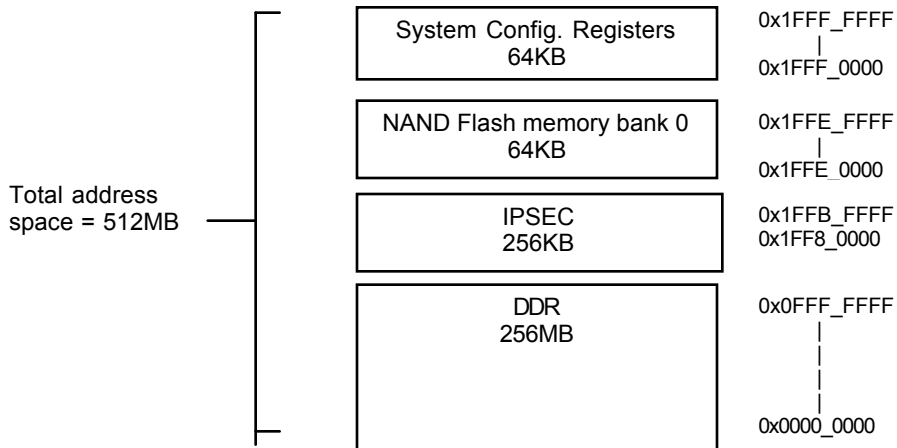 System Config. Registers
64KB
0x1FFF_FFFF
|
0x1FFF_0000
NAND Flash memory bank 0
64KB
0x1FFE_FFFF
|
0x1FFE_0000
Total address
space = 512MB
IPSEC
256KB
0x1FFB_FFFF
0x1FF8_0000
DDR
256MB
0x0FFF_FFFF
|
|
|
|
0x0000_0000